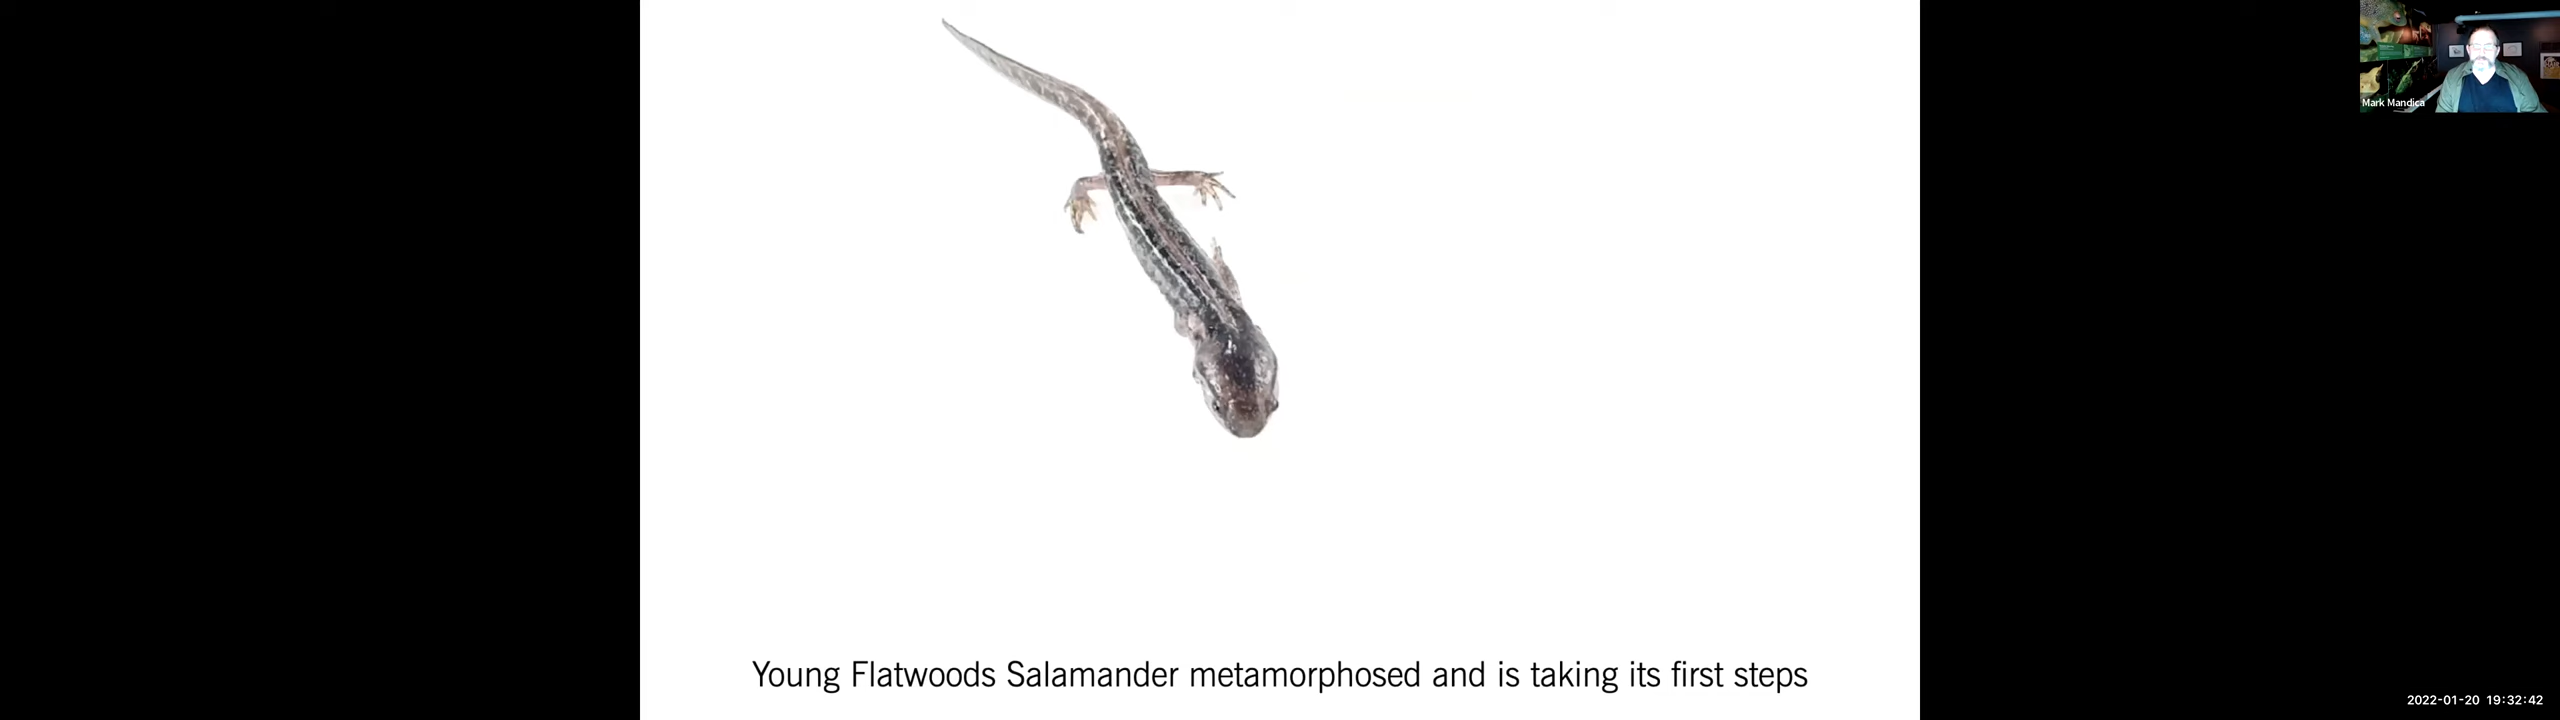 Mark Mandica
Young Flatwoods Salamander metamorphosed and is taking its first steps
2022-01-20 19:32:42